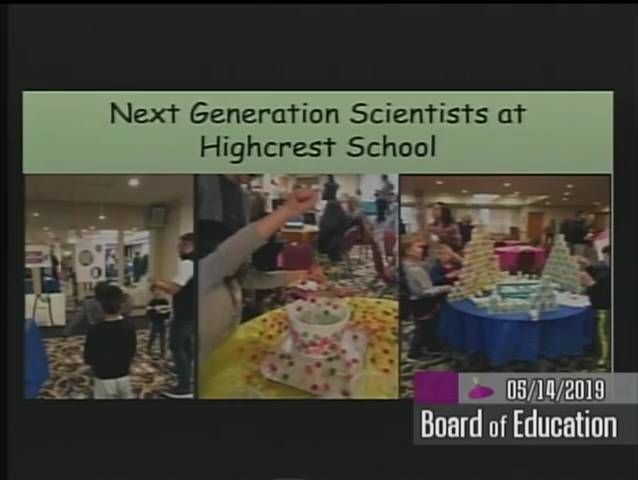 Next Generation Scientists at
Highcrest School
05/14/2019
Board of Education